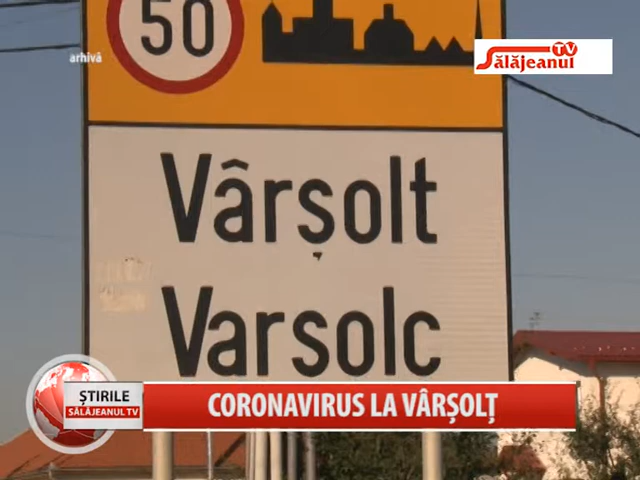 50
arhivă
Sălăjeanul TV
Vârșolt
Varsolc
ȘTIRILE
SĂLĂJEANUL TV
CORONAVIRUS LA VÂRȘOLȚ